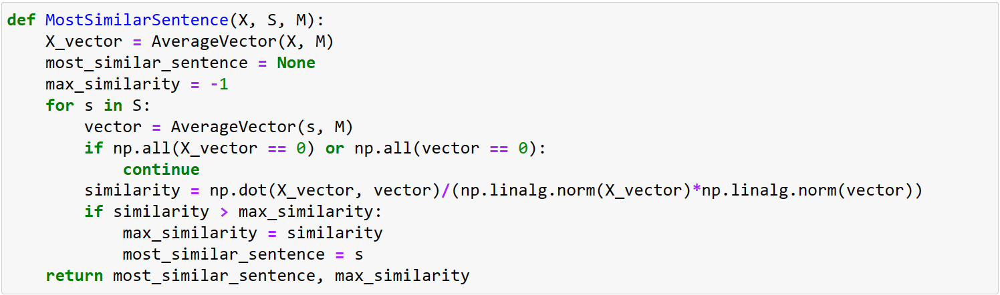 def MostSimilarSentence(X, S, M):
    X_vector = AverageVector(X, M)
    most_similar_sentence = None
    max_similarity = -1
    for s in S:
        vector = AverageVector(s, M)
        if np.all(X_vector == 0) or np.all(vector == 0):
            continue
        similarity = np.dot(X_vector, vector)/(np.linalg.norm(X_vector)*np.linalg.norm(vector))
        if similarity > max_similarity:
            max_similarity = similarity
            most_similar_sentence = s
    return most_similar_sentence, max_similarity